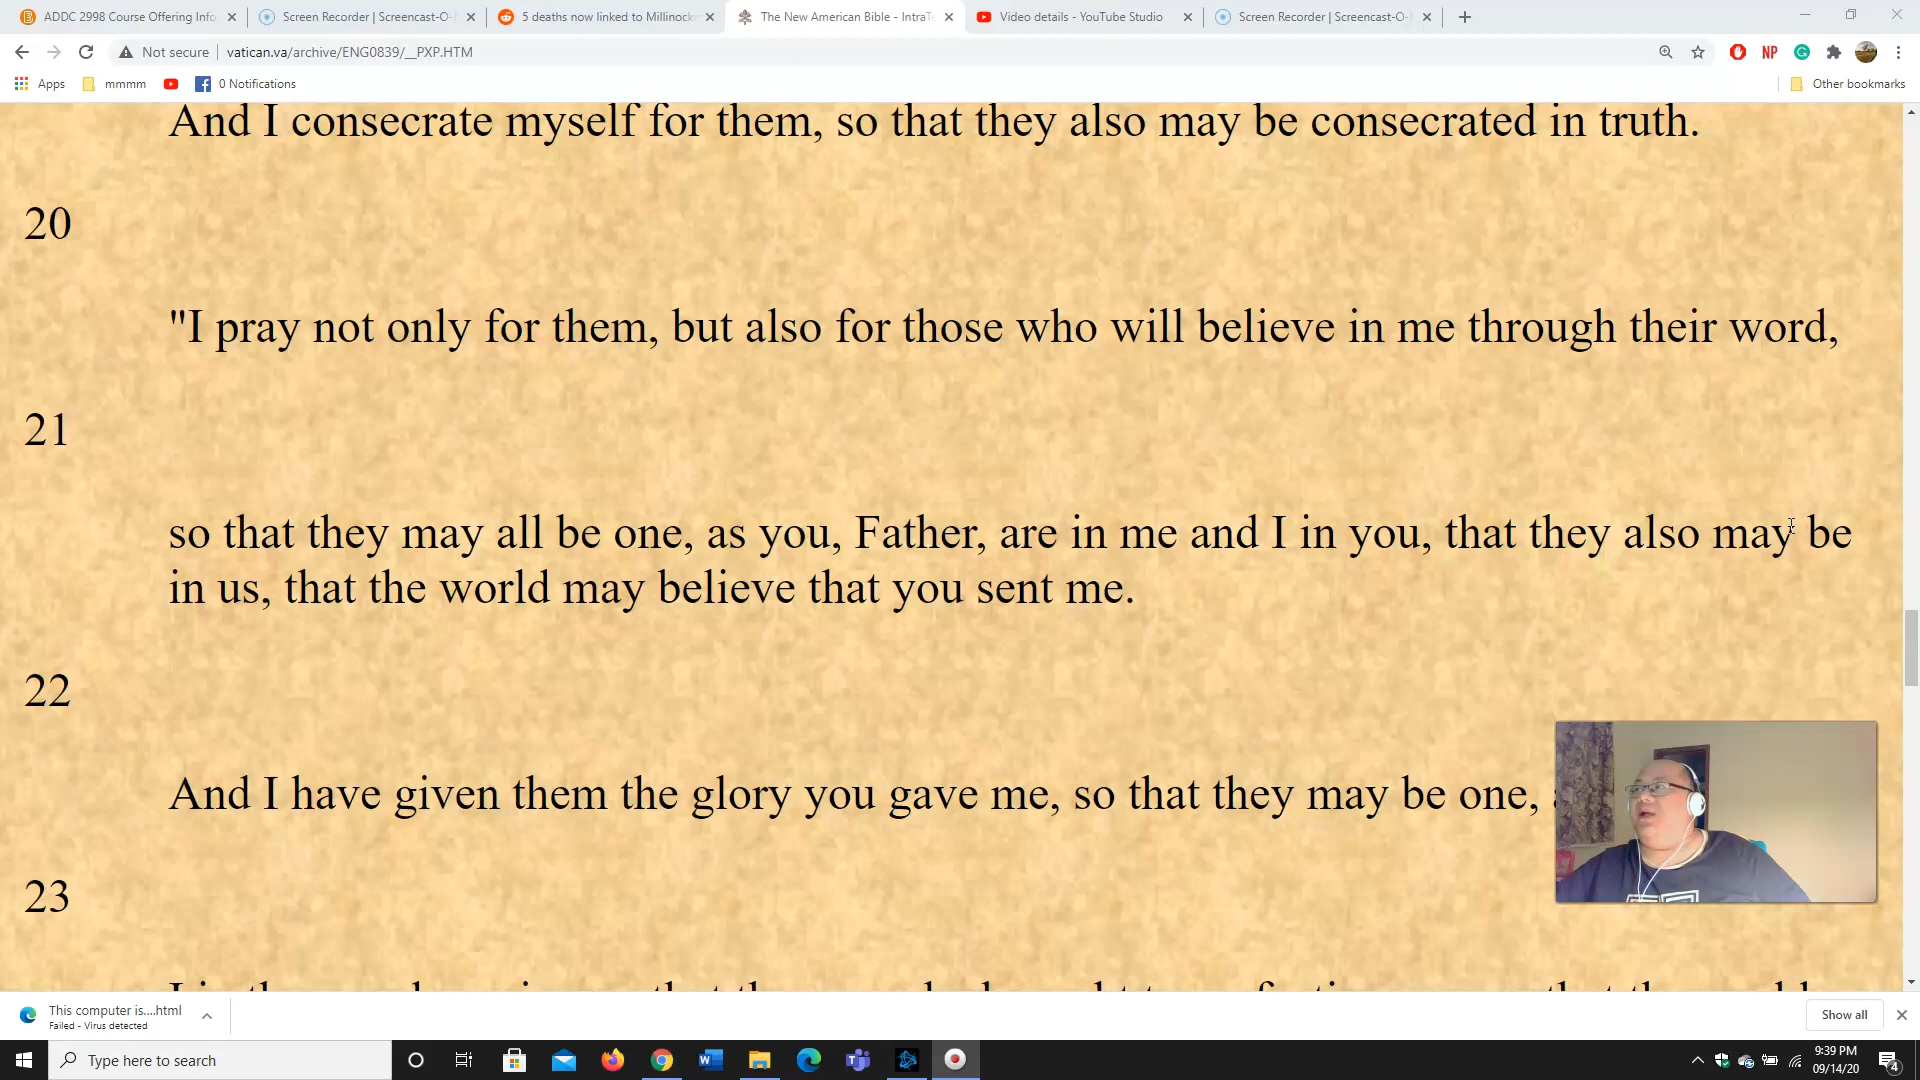 ADDC 2998 Course Offering Info
Screen Recorder | Screencast-O-
5 deaths now linked to Millinock
The New American Bible - IntraT
Video details - YouTube Studio
Screen Recorder | Screencast-O-
Not secure | vatican.va/archive/ENG0839/__PXP.HTM
NP
Apps mmmm 0 Notifications Other bookmarks
And I consecrate myself for them, so that they also may be consecrated in truth.
20
"I pray not only for them, but also for those who will believe in me through their word,
21
so that they may all be one, as you, Father, are in me and I in you, that they also may be
in us, that the world may believe that you sent me.
22
And I have given them the glory you gave me, so that they may be one,
23
This computer is....html
Failed - Virus detected
Show all
Type here to search
9:39 PM
09/14/20
4